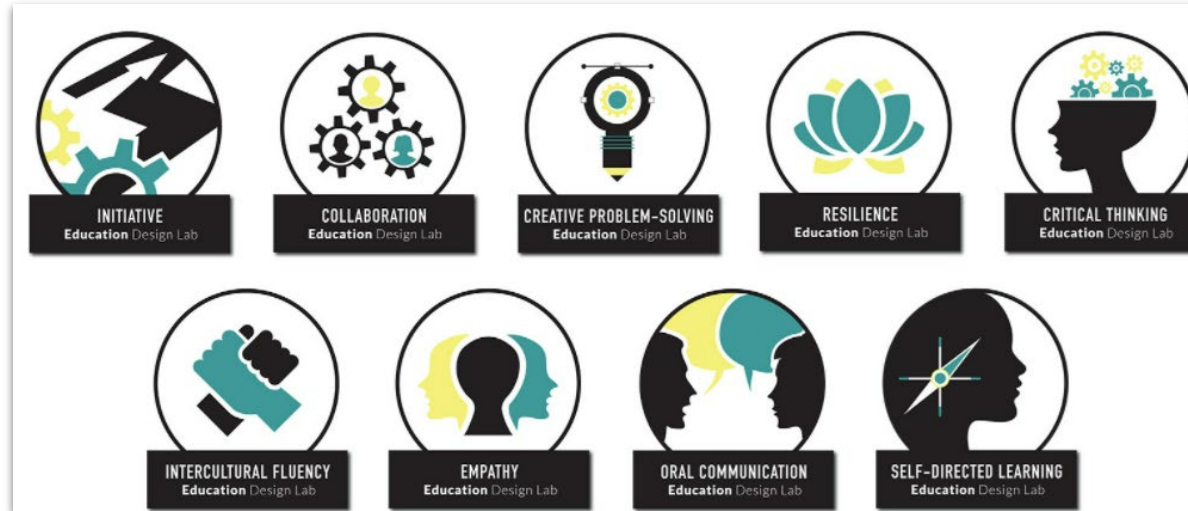 INITIATIVE
Education Design Lab
COLLABORATION
Education Design Lab
CREATIVE PROBLEM-SOLVING
Education Design Lab
RESILIENCE
Education Design Lab
CRITICAL THINKING
Education Design Lab
INTERCULTURAL FLUENCY
Education Design Lab
EMPATHY
Education Design Lab
ORAL COMMUNICATION
Education Design Lab
SELF-DIRECTED LEARNING
Education Design Lab